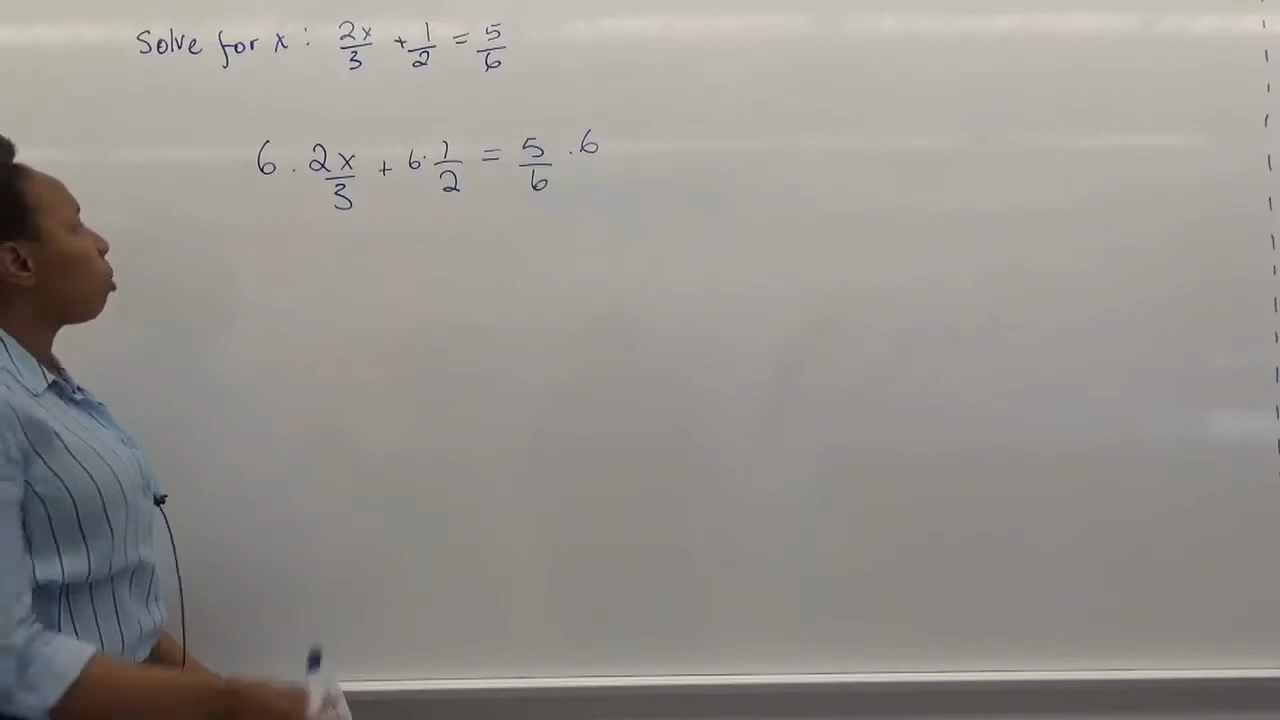 Solve for x : 2x/3 + 1/2 = 5/6
6 · 2x/3 + 6 · 1/2 = 5/6 · 6